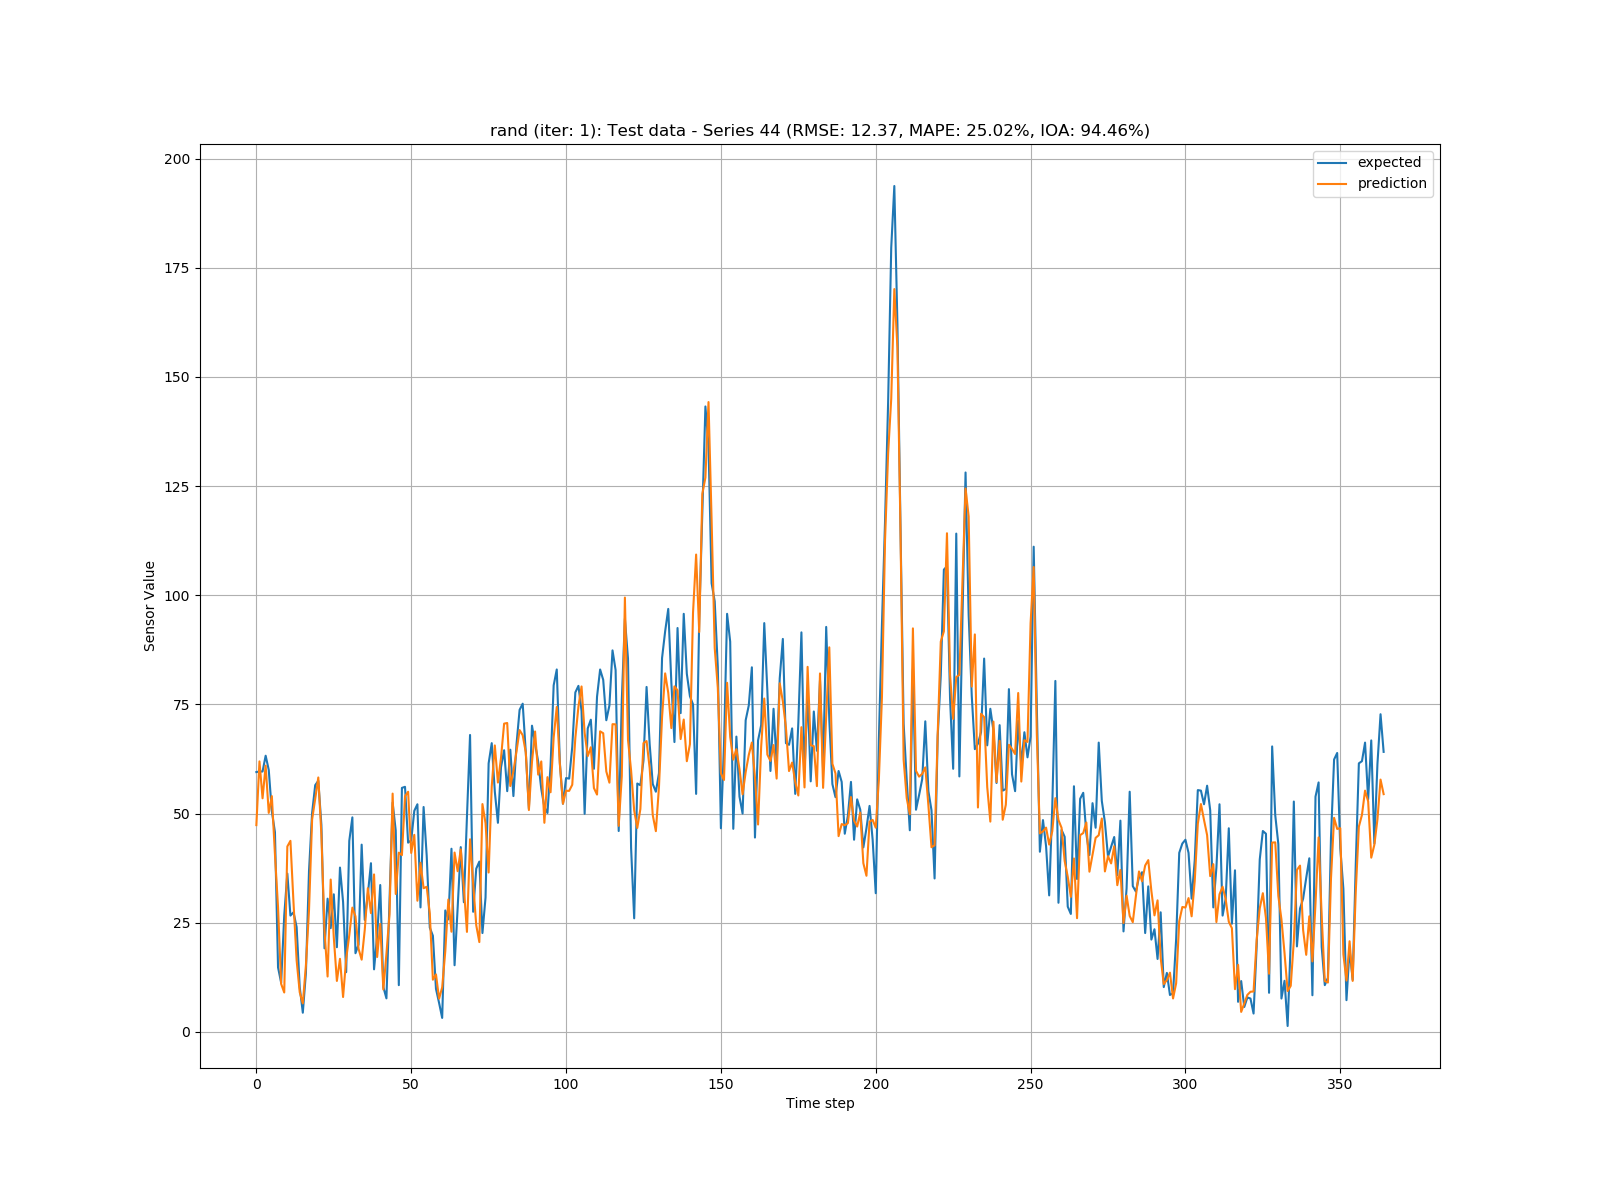 rand (iter: 1): Test data - Series 44 (RMSE: 12.37, MAPE: 25.02%, IOA: 94.46%)
expected
prediction
200
175
150
125
100
75
50
25
0
Sensor Value
0 50 100 150 200 250 300 350
Time step